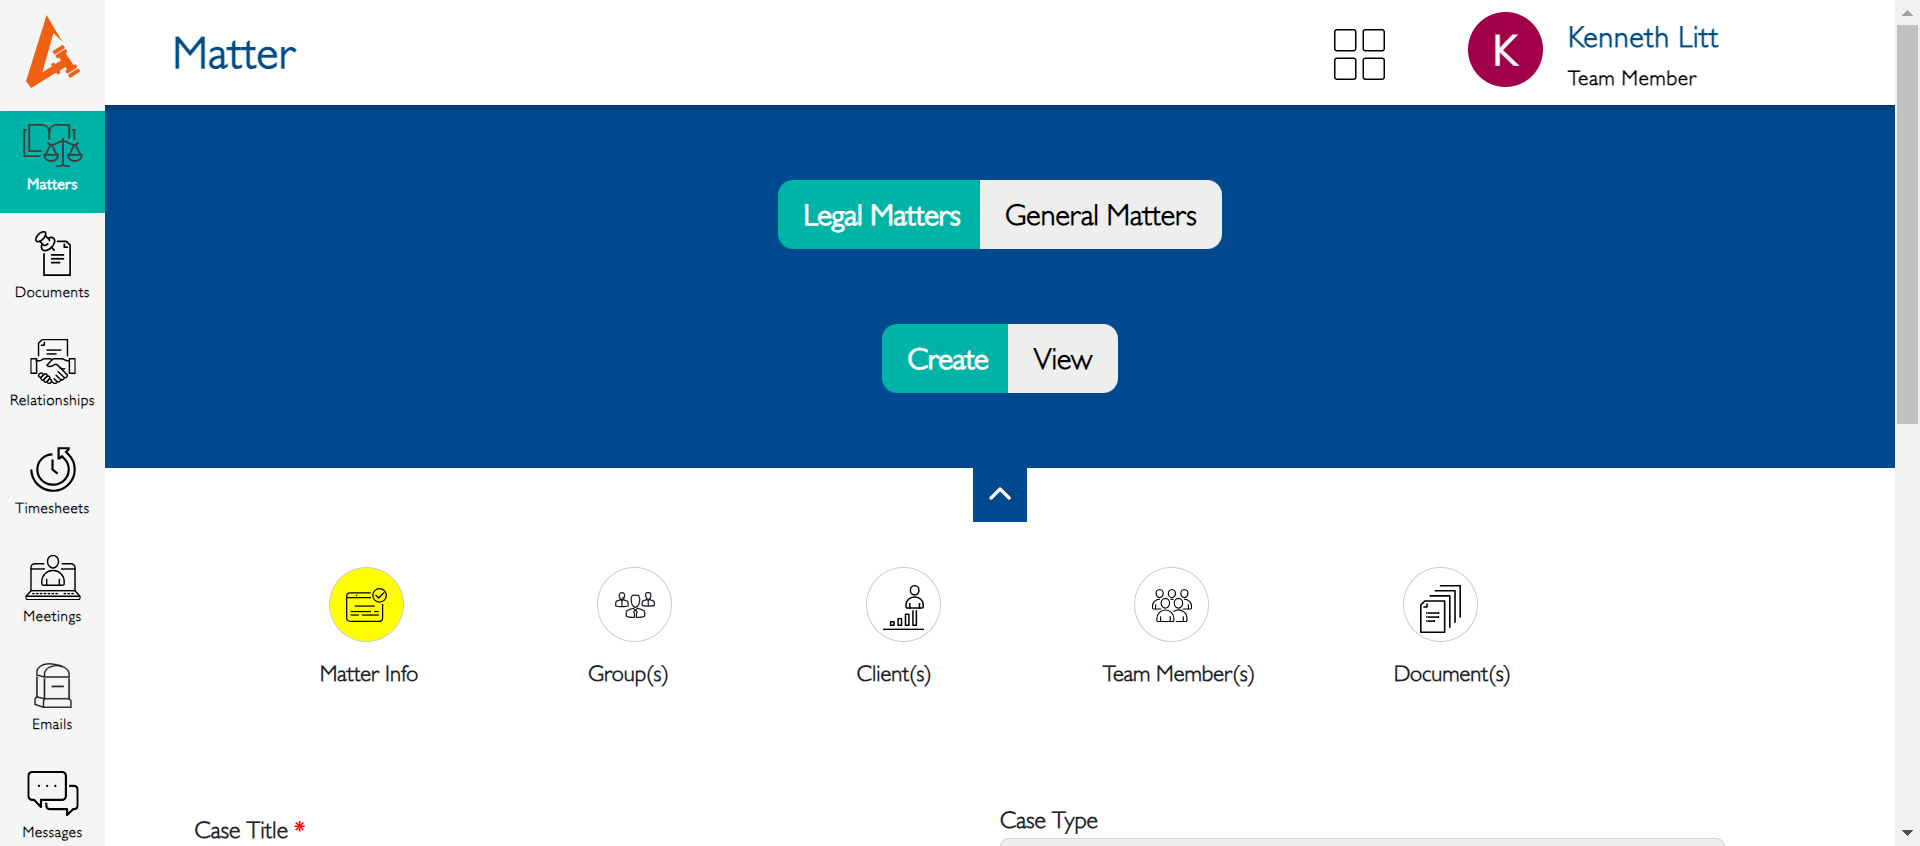 Matter
K
Kenneth Litt
Team Member
Matters
Documents
Relationships
Timesheets
Meetings
Emails
Messages
Legal Matters
General Matters
Create
View
Matter Info
Group(s)
Client(s)
Team Member(s)
Document(s)
Case Title *
Case Type